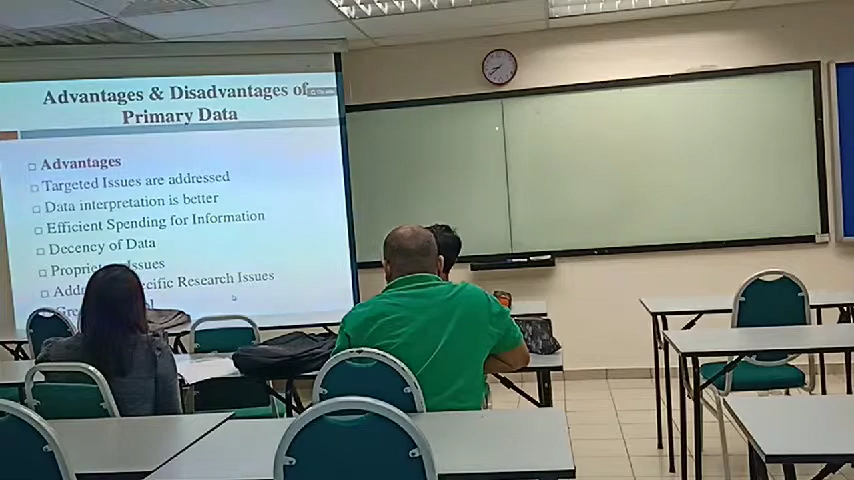 Advantages & Disadvantages of
Primary Data
Advantages
Targeted Issues are addressed
Data interpretation is better
Efficient Spending for Information
Decency of Data
Issues
Research Issues